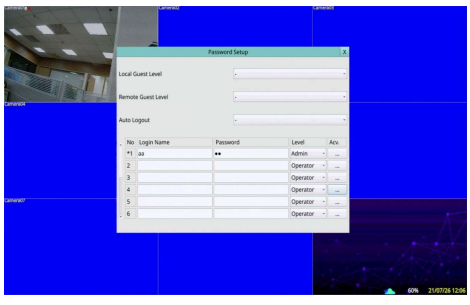 Camera02
Password Setup X
Local Guest Level -
Remote Guest Level -
Auto Logout -
No Login Name Password Level Acv.
*1 aa ●● Admin ...
2 Operator ...
3 Operator ...
Camera04
4 Operator ...
5 Operator ...
Camera07
6 Operator ...
60% 21/07/26 12:06